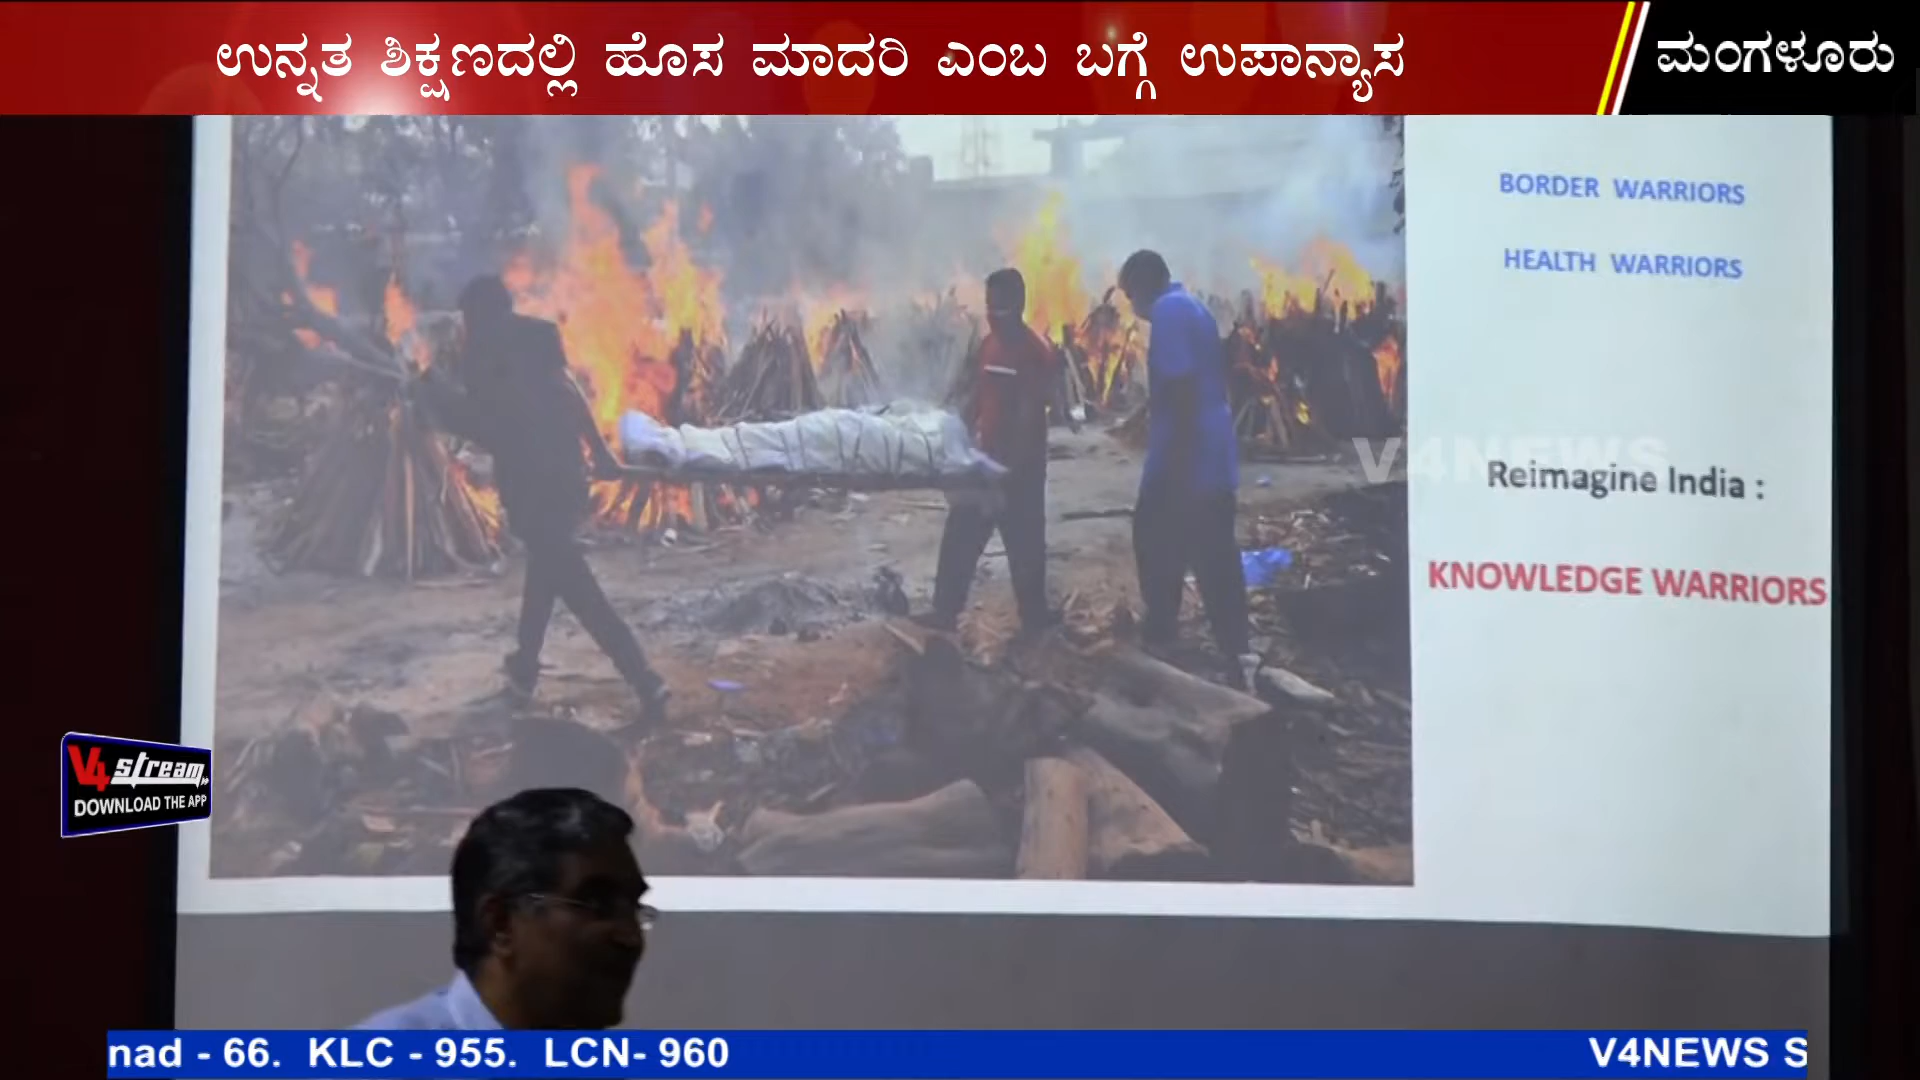 ಉನ್ನತ ಶಿಕ್ಷಣದಲ್ಲಿ ಹೊಸ ಮಾದರಿ ಎಂಬ ಬಗ್ಗೆ ಉಪಾನ್ಯಾಸ
ಮಂಗಳೂರು
BORDER WARRIORS
HEALTH WARRIORS
V4NEWS
Reimagine India :
KNOWLEDGE WARRIORS
V4 stream
DOWNLOAD THE APP
nad - 66. KLC - 955. LCN- 960 V4NEWS S